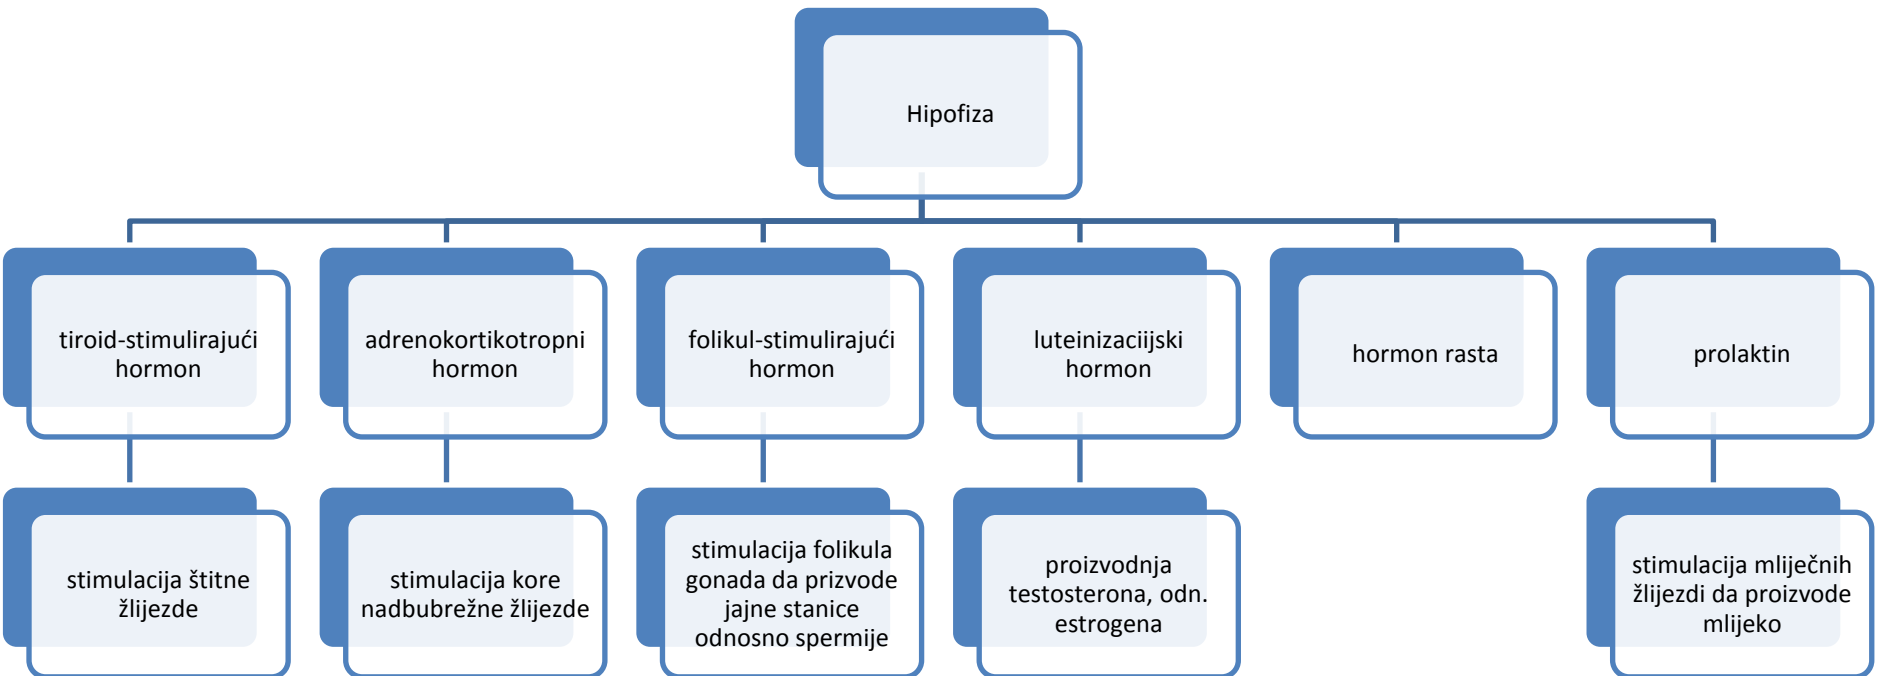 Hipofiza
tiroid-stimulirajući
hormon
adrenokortikotropni
hormon
folikul-stimulirajući
hormon
luteinizaciijski
hormon
hormon rasta
prolaktin
stimulacija štitne
žlijezde
stimulacija kore
nadbubrežne žlijezde
stimulacija folikula
gonada da prizvode
jajne stanice
odnosno spermije
proizvodnja
testosterona, odn.
estrogena
stimulacija mliječnih
žlijezdi da proizvode
mlijeko